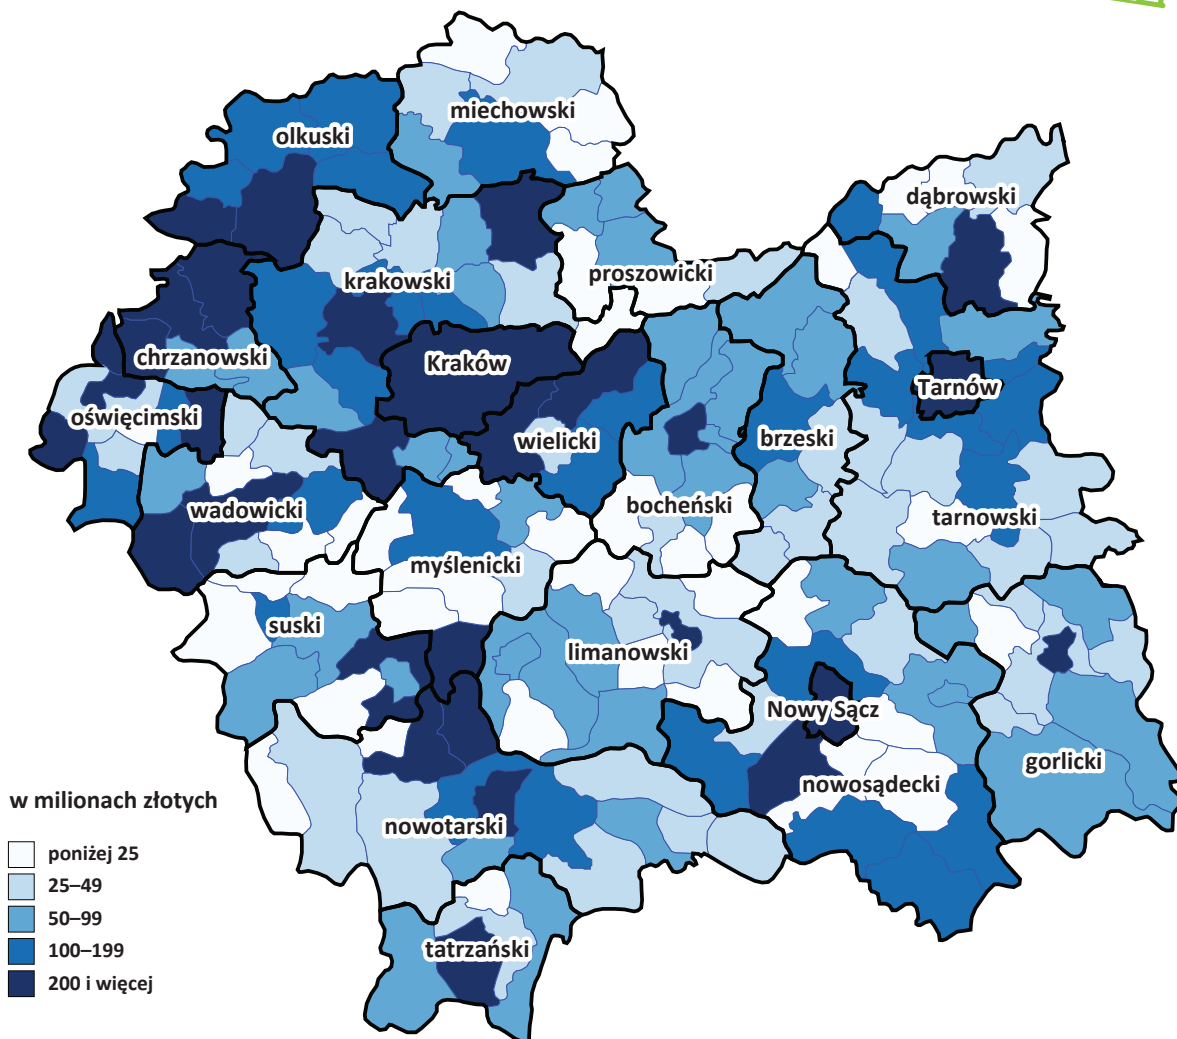 miechowski
olkuski
dąbrowski
proszowicki
krakowski
chrzanowski
Kraków
Tarnów
oświęcimski
wielicki
brzeski
wadowicki
bocheński
tarnowski
myślenicki
suski
limanowski
Nowy Sącz
gorlicki
nowosądecki
nowotarski
tatrzański
w milionach złotych
poniżej 25
25–49
50–99
100–199
200 i więcej